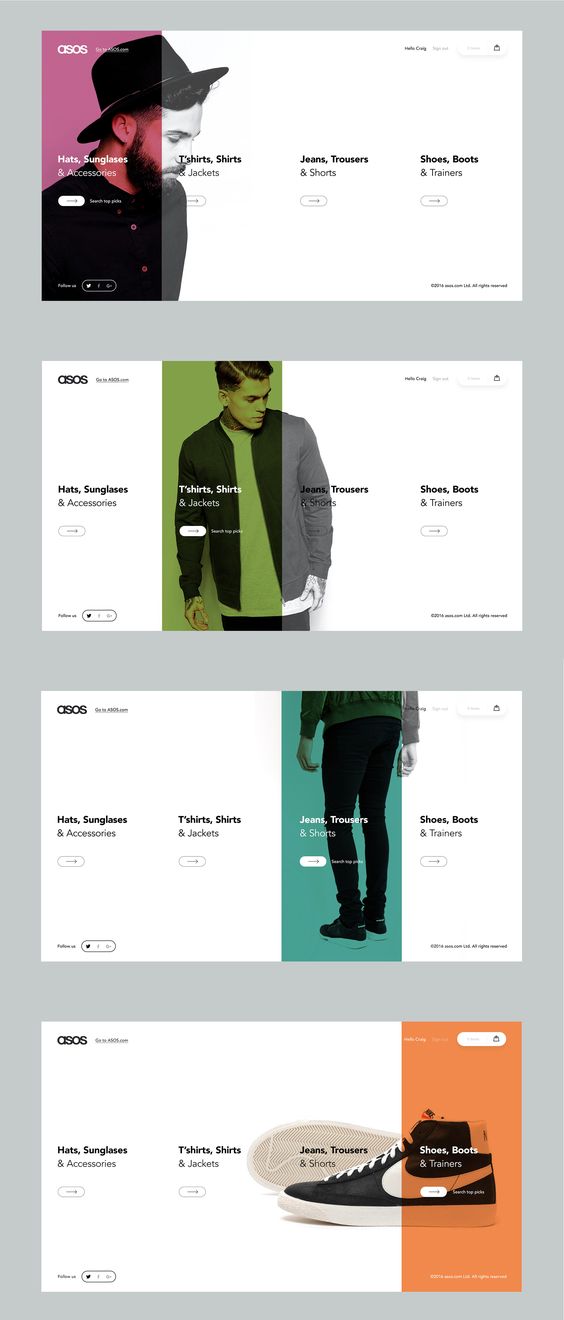 asos Go to ASOS.com Hello Craig Sign out 0 items
Hats, Sunglases T'shirts, Shirts Jeans, Trousers Shoes, Boots
& Accessories & Jackets & Shorts & Trainers
Search top picks
Follow us ©2016 asos.com Ltd. All rights reserved
asos Go to ASOS.com Hello Craig Sign out 0 items
Hats, Sunglases T'shirts, Shirts Jeans, Trousers Shoes, Boots
& Accessories & Jackets & Shorts & Trainers
Search top picks
Follow us ©2016 asos.com Ltd. All rights reserved
asos Go to ASOS.com Hello Craig Sign out 0 items
Hats, Sunglases T'shirts, Shirts Jeans, Trousers Shoes, Boots
& Accessories & Jackets & Shorts & Trainers
Search top picks
Follow us ©2016 asos.com Ltd. All rights reserved
asos Go to ASOS.com Hello Craig Sign out 0 items
Hats, Sunglases T'shirts, Shirts Jeans, Trousers Shoes, Boots
& Accessories & Jackets & Shorts & Trainers
Search top picks
Follow us ©2016 asos.com Ltd. All rights reserved